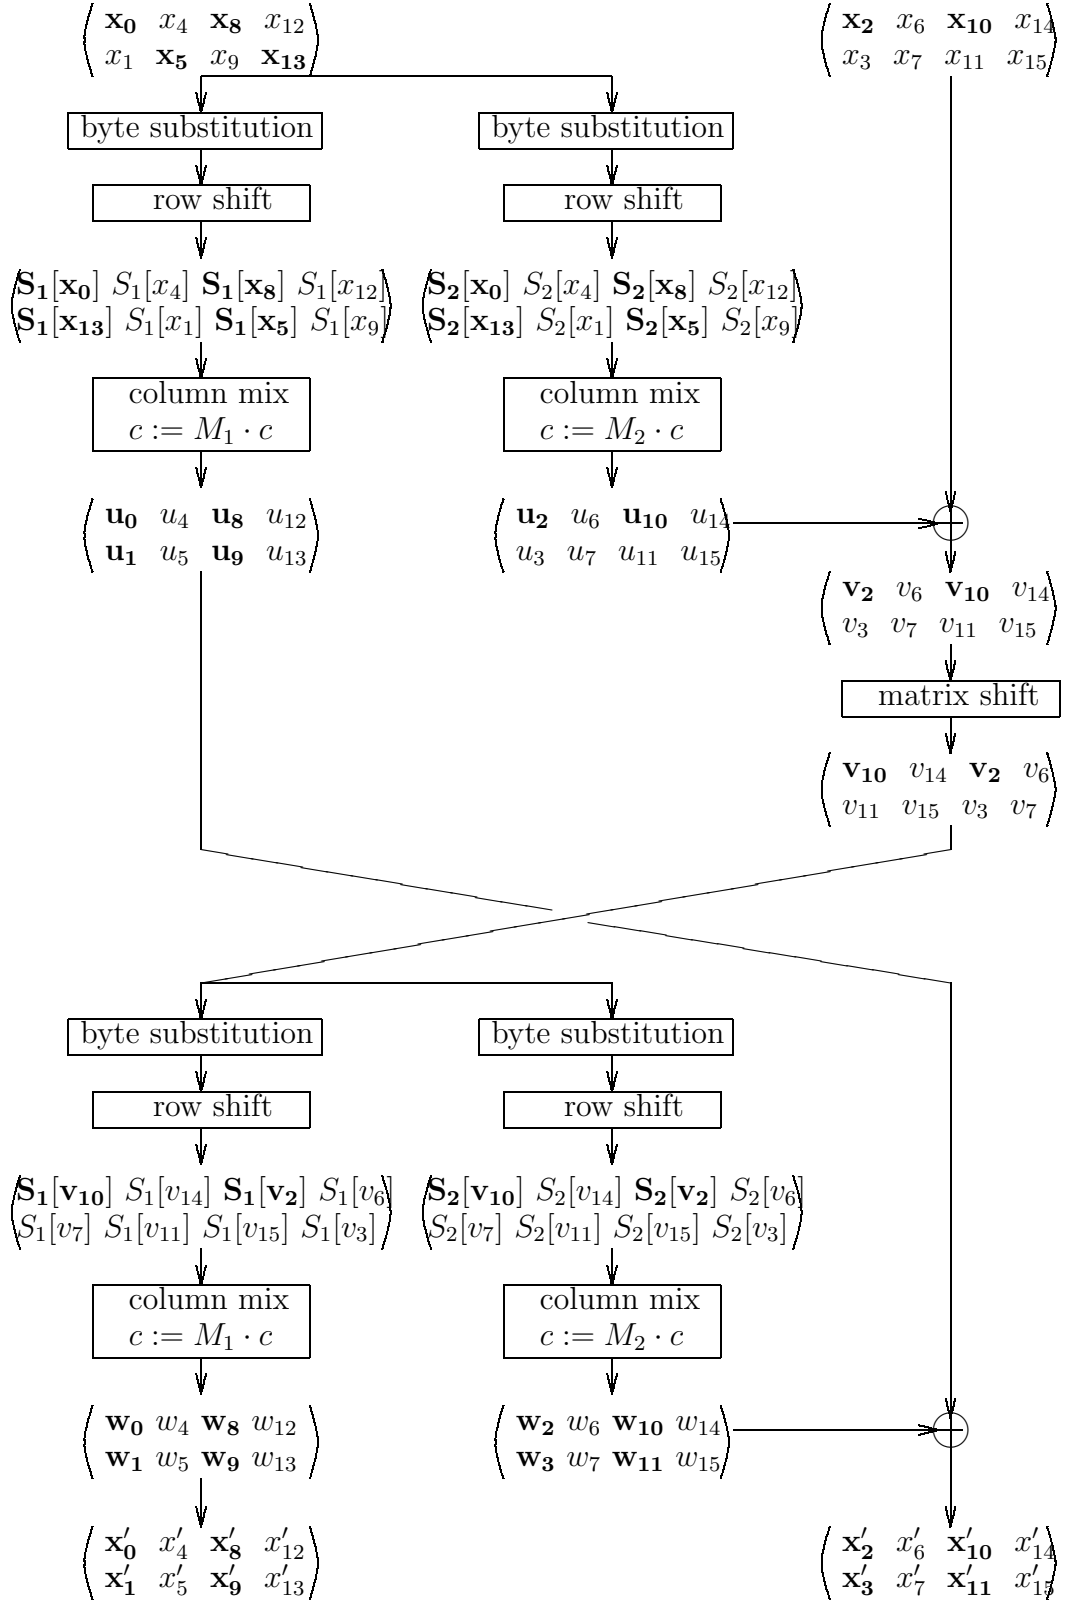 x₀ x₄ x₈ x₁₂ x₂ x₆ x₁₀ x₁₄
x₁ x₅ x₉ x₁₃ x₃ x₇ x₁₁ x₁₅
byte substitution byte substitution
row shift row shift
S₁[x₀] S₁[x₄] S₁[x₈] S₁[x₁₂] S₂[x₀] S₂[x₄] S₂[x₈] S₂[x₁₂]
S₁[x₁₃] S₁[x₁] S₁[x₅] S₁[x₉] S₂[x₁₃] S₂[x₁] S₂[x₅] S₂[x₉]
column mix column mix
c := M₁ · c c := M₂ · c
u₀ u₄ u₈ u₁₂ u₂ u₆ u₁₀ u₁₄
u₁ u₅ u₉ u₁₃ u₃ u₇ u₁₁ u₁₅
v₂ v₆ v₁₀ v₁₄
v₃ v₇ v₁₁ v₁₅
matrix shift
v₁₀ v₁₄ v₂ v₆
v₁₁ v₁₅ v₃ v₇
byte substitution byte substitution
row shift row shift
S₁[v₁₀] S₁[v₁₄] S₁[v₂] S₁[v₆] S₂[v₁₀] S₂[v₁₄] S₂[v₂] S₂[v₆]
S₁[v₇] S₁[v₁₁] S₁[v₁₅] S₁[v₃] S₂[v₇] S₂[v₁₁] S₂[v₁₅] S₂[v₃]
column mix column mix
c := M₁ · c c := M₂ · c
w₀ w₄ w₈ w₁₂ w₂ w₆ w₁₀ w₁₄
w₁ w₅ w₉ w₁₃ w₃ w₇ w₁₁ w₁₅
x′₀ x′₄ x′₈ x′₁₂ x′₂ x′₆ x′₁₀ x′₁₄
x′₁ x′₅ x′₉ x′₁₃ x′₃ x′₇ x′₁₁ x′₁₅